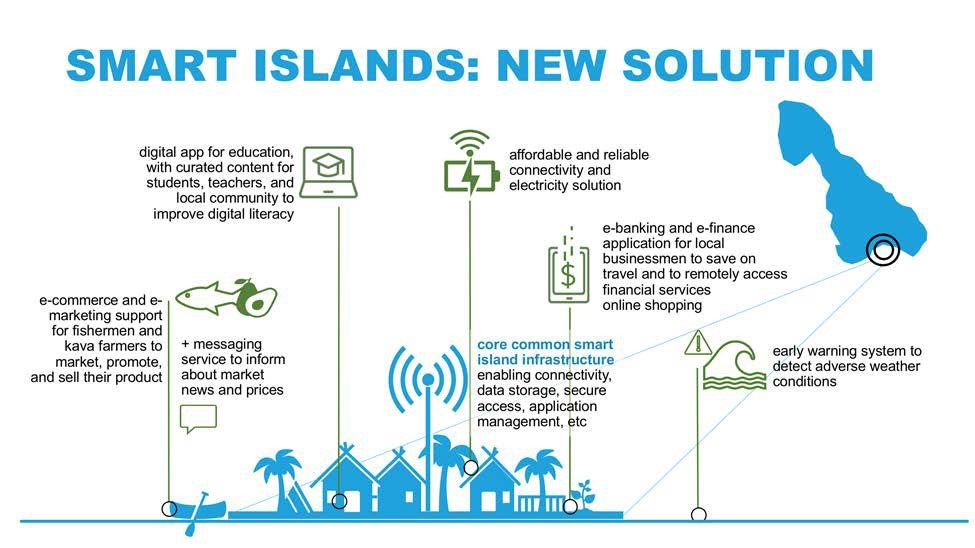 SMART ISLANDS: NEW SOLUTION
digital app for education,
with curated content for
students, teachers, and
local community to
improve digital literacy
affordable and reliable
connectivity and
electricity solution
e-banking and e-finance
application for local
businessmen to save on
travel and to remotely access
financial services
online shopping
$
e-commerce and e-
marketing support
for fishermen and
kava farmers to
market, promote,
and sell their product
+ messaging
service to inform
about market
news and prices
core common smart
island infrastructure
enabling connectivity,
data storage, secure
access, application
management, etc
early warning system to
detect adverse weather
conditions